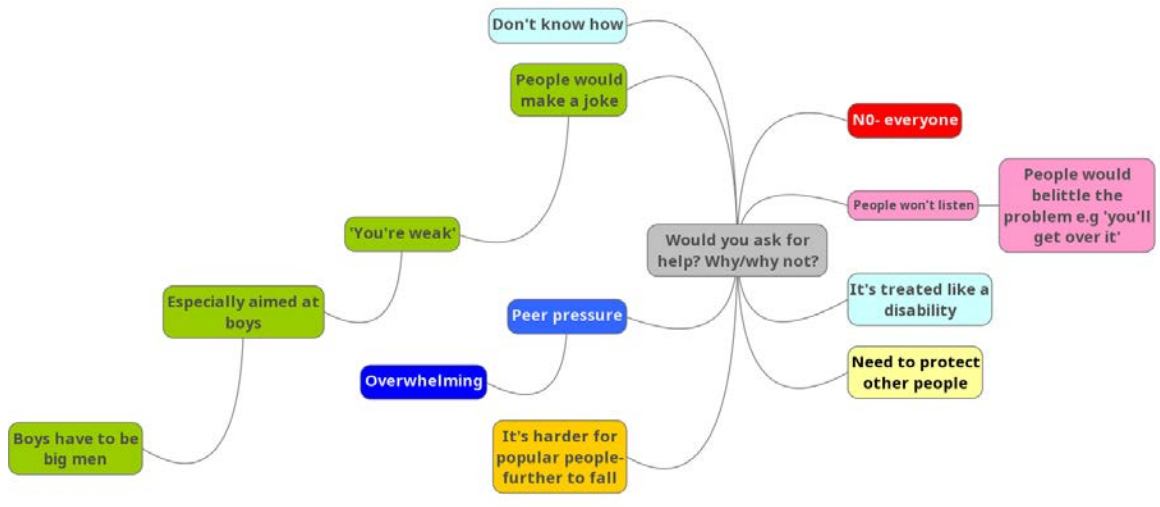 Don't know how
People would
make a joke
N0- everyone
People would
belittle the
problem e.g 'you'll
get over it'
People won't listen
'You're weak'
Would you ask for
help? Why/why not?
Especially aimed at
boys
It's treated like a
disability
Peer pressure
Need to protect
other people
Overwhelming
Boys have to be
big men
It's harder for
popular people-
further to fall